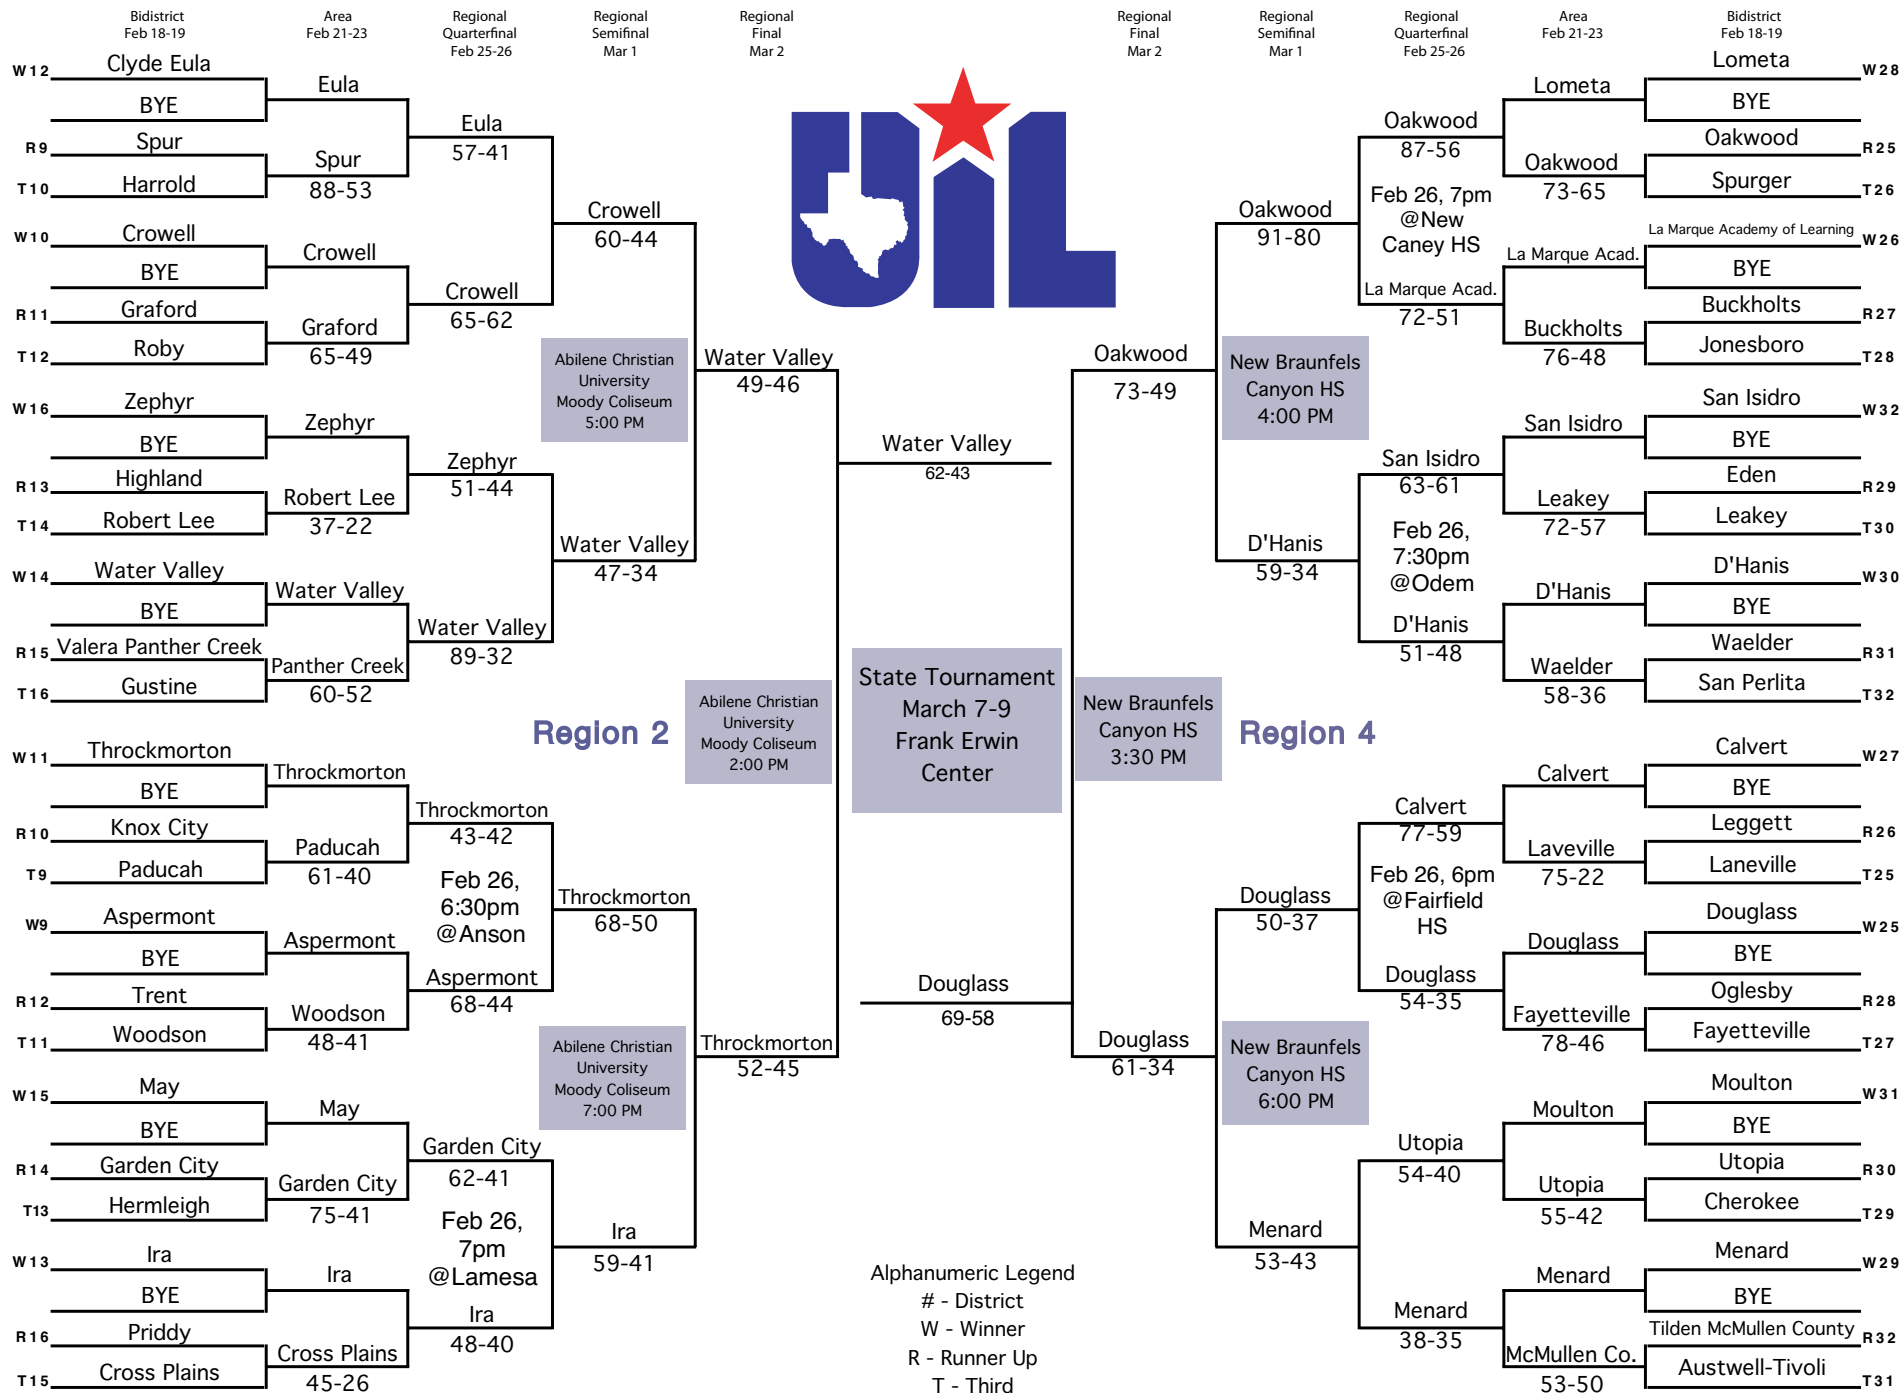 Bidistrict
Feb 18-19
Area
Feb 21-23
Regional
Quarterfinal
Feb 25-26
Regional
Semifinal
Mar 1
Regional
Final
Mar 2
Regional
Final
Mar 2
Regional
Semifinal
Mar 1
Regional
Quarterfinal
Feb 25-26
Area
Feb 21-23
Bidistrict
Feb 18-19
W12
Clyde Eula
BYE
R9
Spur
T10
Harrold
W10
Crowell
BYE
R11
Graford
T12
Roby
W16
Zephyr
BYE
R13
Highland
T14
Robert Lee
W14
Water Valley
BYE
R15
Valera Panther Creek
T16
Gustine
W11
Throckmorton
BYE
R10
Knox City
T9
Paducah
W9
Aspermont
BYE
R12
Trent
T11
Woodson
W15
May
BYE
R14
Garden City
T13
Hermleigh
W13
Ira
BYE
R16
Priddy
T15
Cross Plains
Eula
Spur
88-53
Crowell
Graford
65-49
Zephyr
Robert Lee
37-22
Water Valley
Panther Creek
60-52
Throckmorton
Paducah
61-40
Aspermont
Woodson
48-41
May
Garden City
75-41
Ira
Cross Plains
45-26
Eula
57-41
Crowell
65-62
Zephyr
51-44
Water Valley
89-32
Throckmorton
43-42
Feb 26,
6:30pm
@Anson
Aspermont
68-44
Garden City
62-41
Feb 26,
7pm
@Lamesa
Ira
48-40
Crowell
60-44
Abilene Christian
University
Moody Coliseum
5:00 PM
Water Valley
47-34
Region 2
Throckmorton
68-50
Abilene Christian
University
Moody Coliseum
7:00 PM
Ira
59-41
Water Valley
49-46
Abilene Christian
University
Moody Coliseum
2:00 PM
Throckmorton
52-45
UIL
Water Valley
62-43
State Tournament
March 7-9
Frank Erwin
Center
Douglass
69-58
Alphanumeric Legend
# - District
W - Winner
R - Runner Up
T - Third
Oakwood
73-49
New Braunfels
Canyon HS
3:30 PM
Douglass
61-34
Oakwood
91-80
New Braunfels
Canyon HS
4:00 PM
D'Hanis
59-34
Region 4
Douglass
50-37
New Braunfels
Canyon HS
6:00 PM
Menard
53-43
Oakwood
87-56
Feb 26, 7pm
@New
Caney HS
La Marque Acad.
72-51
San Isidro
63-61
Feb 26,
7:30pm
@Odem
D'Hanis
51-48
Calvert
77-59
Feb 26, 6pm
@Fairfield
HS
Douglass
54-35
Utopia
54-40
Menard
38-35
Lometa
Oakwood
73-65
La Marque Acad.
Buckholts
76-48
San Isidro
Leakey
72-57
D'Hanis
Waelder
58-36
Calvert
Laveville
75-22
Douglass
Fayetteville
78-46
Moulton
Utopia
55-42
Menard
McMullen Co.
53-50
Lometa
W28
BYE
Oakwood
R25
Spurger
T26
La Marque Academy of Learning
W26
BYE
Buckholts
R27
Jonesboro
T28
San Isidro
W32
BYE
Eden
R29
Leakey
T30
D'Hanis
W30
BYE
Waelder
R31
San Perlita
T32
Calvert
W27
BYE
Leggett
R26
Laneville
T25
Douglass
W25
BYE
Oglesby
R28
Fayetteville
T27
Moulton
W31
BYE
Utopia
R30
Cherokee
T29
Menard
W29
BYE
Tilden McMullen County
R32
Austwell-Tivoli
T31